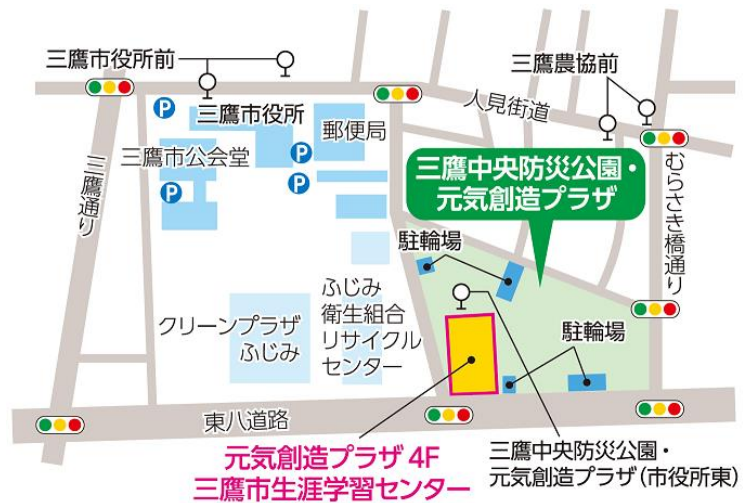 三鷹市役所前
三鷹農協前
人見街道
P
三鷹市役所
郵便局
三鷹市公会堂
P
P
P
三鷹通り
むらさき橋通り
三鷹中央防災公園・
元気創造プラザ
駐輪場
ふじみ
衛生組合
リサイクル
センター
クリーンプラザ
ふじみ
駐輪場
東八道路
元気創造プラザ 4F
三鷹市生涯学習センター
三鷹中央防災公園・
元気創造プラザ(市役所東)